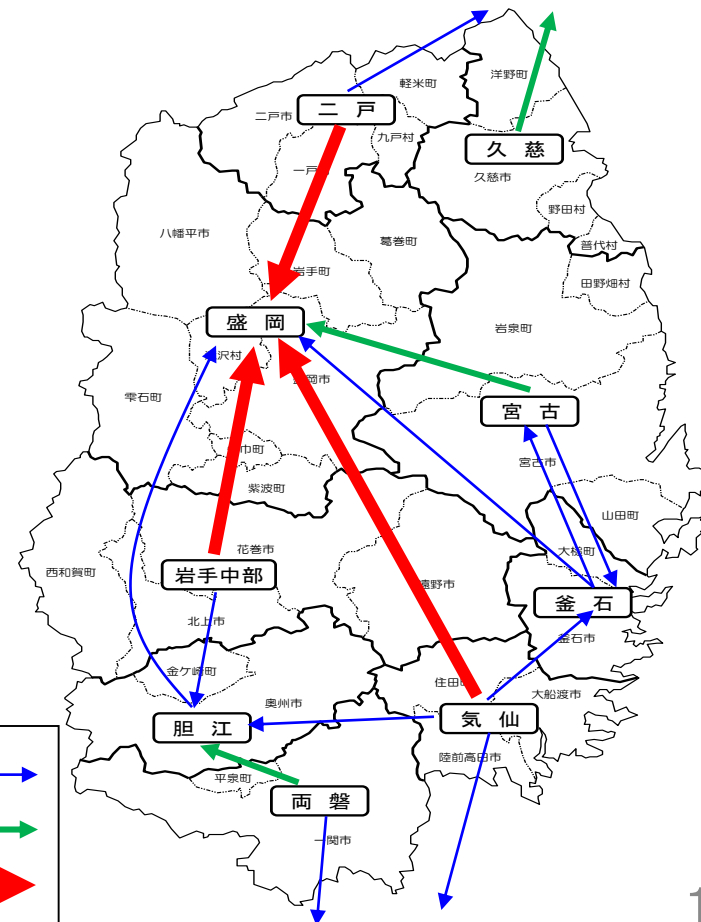 洋野町
軽米町
二戸市
二戸
九戸村
久慈
一戸
久慈市
野田村
八幡平市
葛巻町
普代村
岩手町
田野畑村
盛岡
岩泉町
沢村
岡市
雫石町
宮古
巾町
宮古市
紫波町
山田町
花巻市
大槌町
西和賀町
岩手中部
遠野市
釜石
北上市
釜石市
金ケ崎町
住田
大船渡市
奥州市
胆江
気仙
陸前高田市
平泉町
両磐
一関市